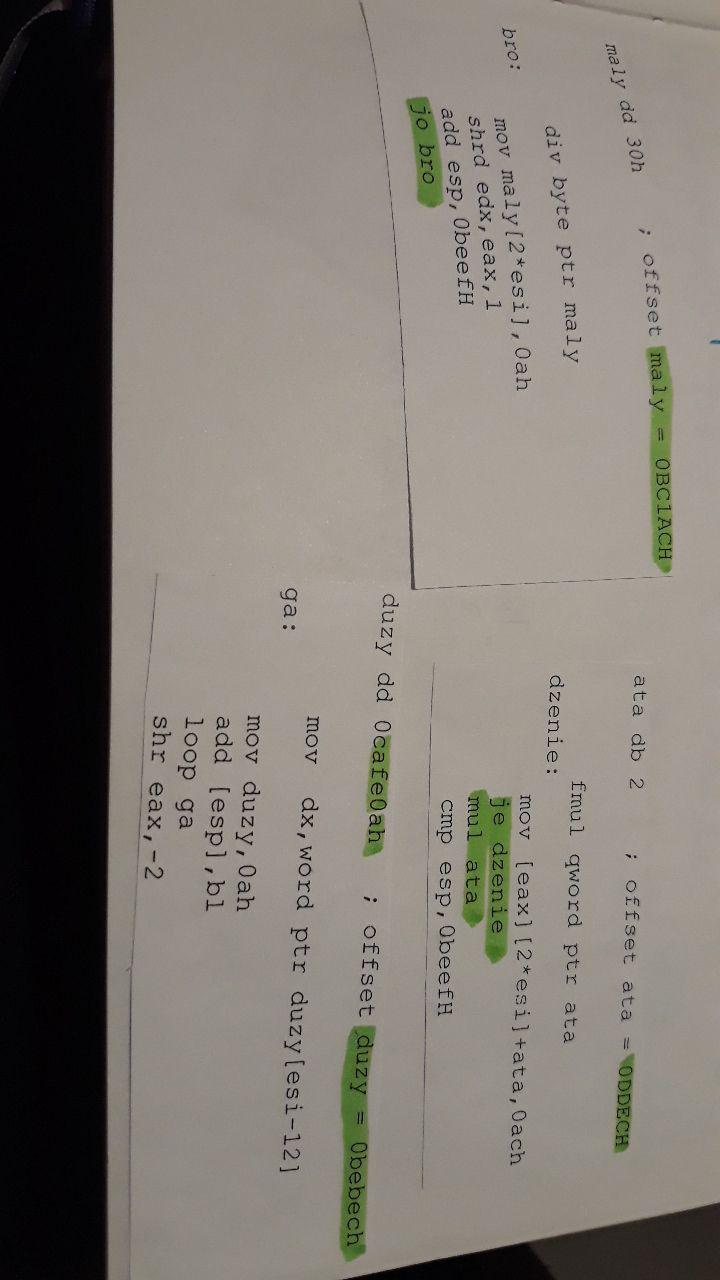 maly dd 30h ; offset maly = 0BC1ACH
div byte ptr maly
bro:
mov maly[2*esi],0ah
shrd edx,eax,1
add esp,0beefH
jo bro
ata db 2 ; offset ata = 0DDECH
fmul qword ptr ata
dzenie:
mov [eax][2*esi]+ata,0ach
je dzenie
mul ata
cmp esp,0beefH
duzy dd 0cafe0ah ; offset duzy = 0bebech
mov dx,word ptr duzy[esi-12]
ga:
mov duzy,0ah
add [esp],bl
loop ga
shr eax,-2